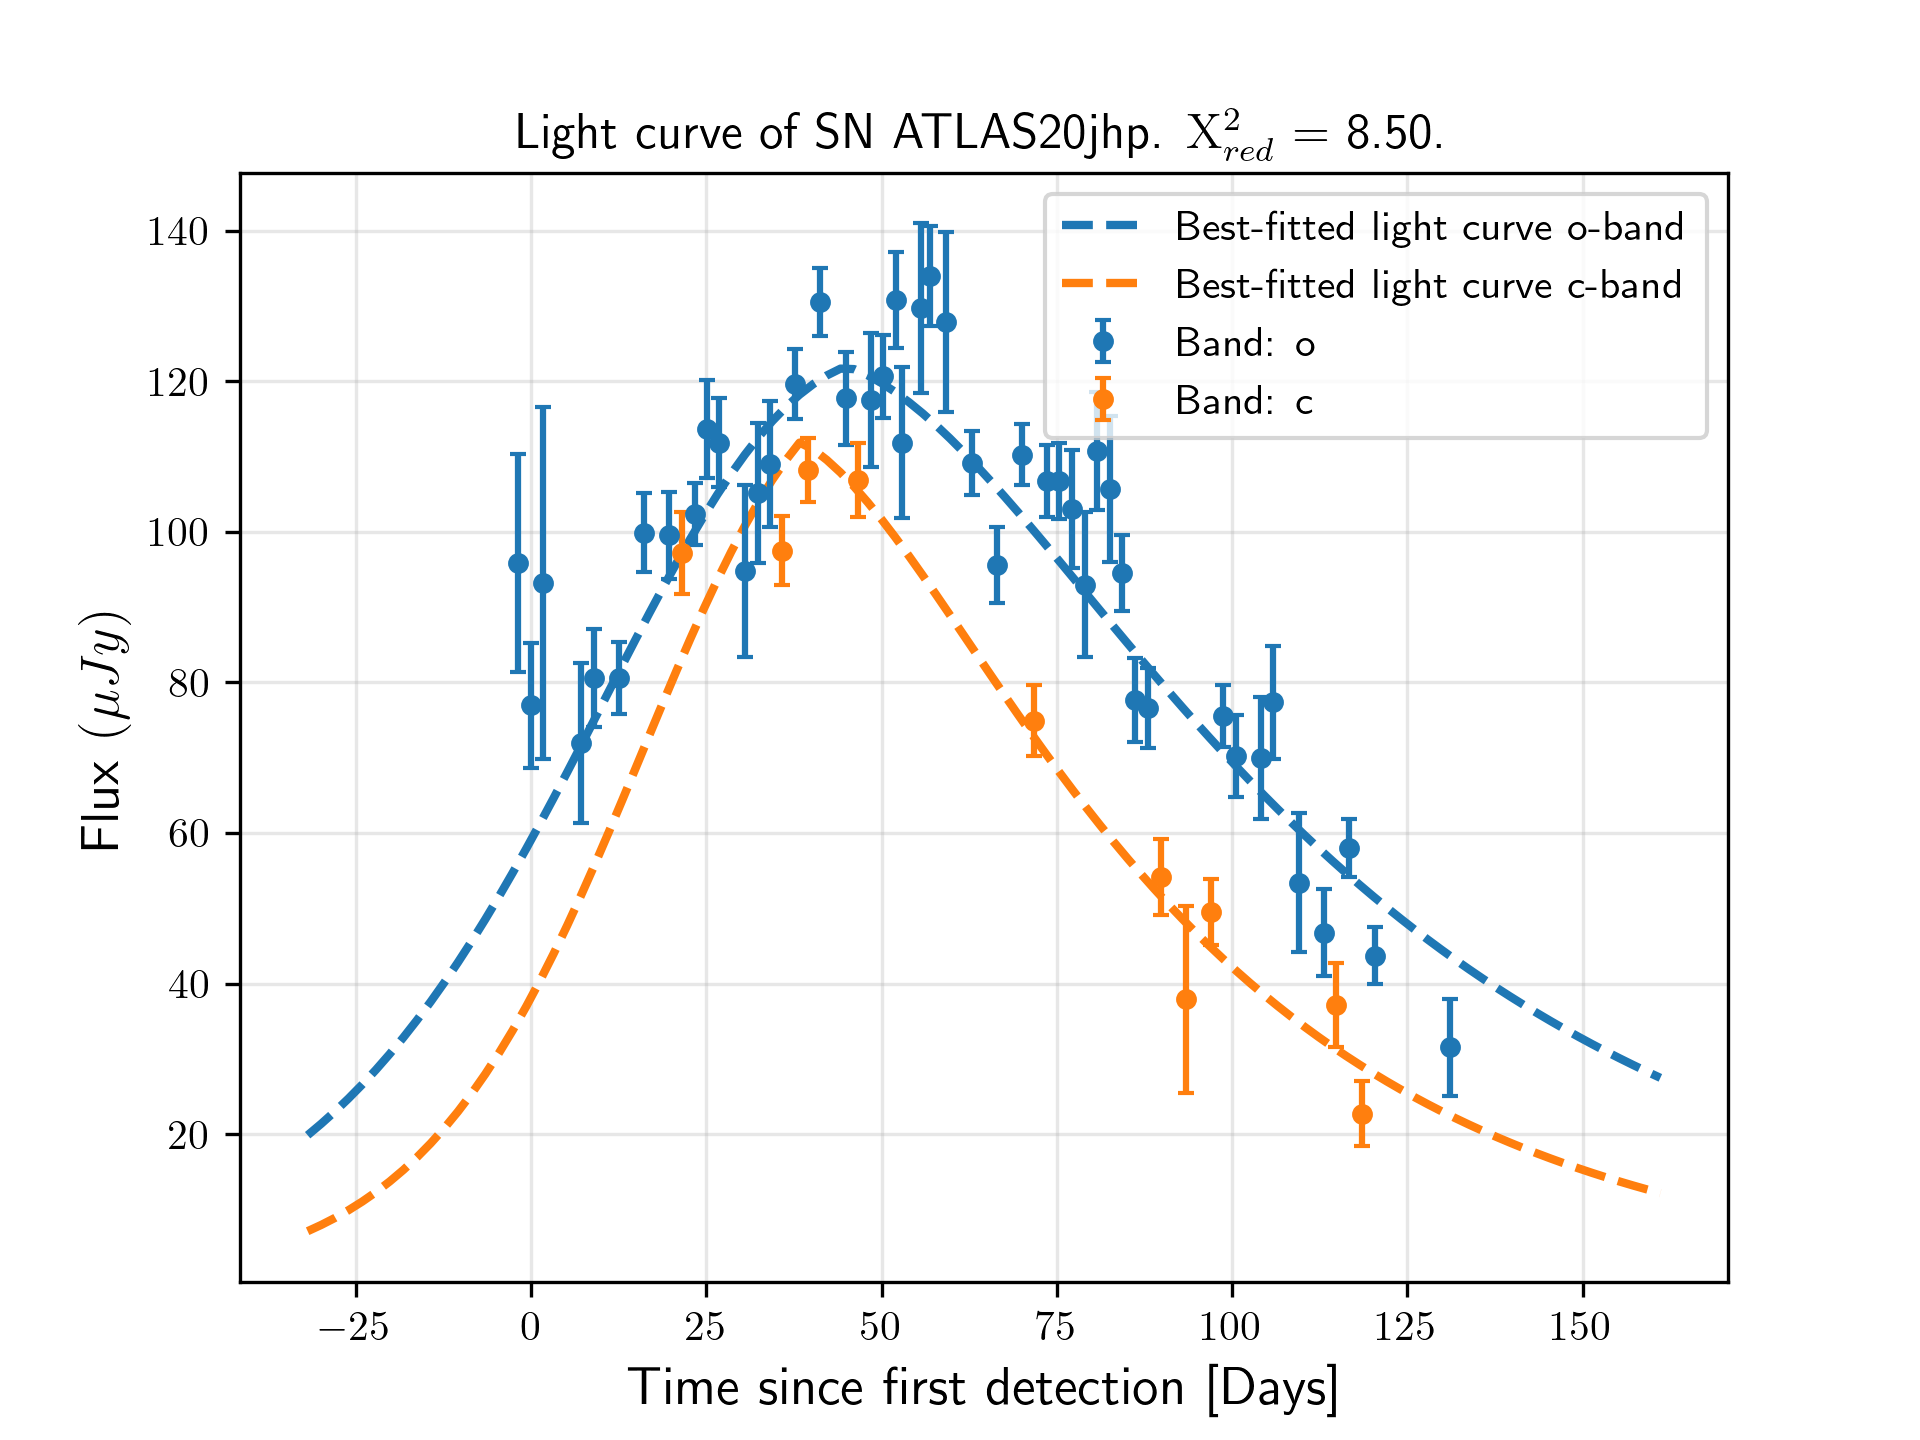 Light curve of SN ATLAS20jhp. X²_red = 8.50.
Best-fitted light curve o-band
Best-fitted light curve c-band
Band: o
Band: c
Flux (μJy)
140
120
100
80
60
40
20
−25 0 25 50 75 100 125 150
Time since first detection [Days]